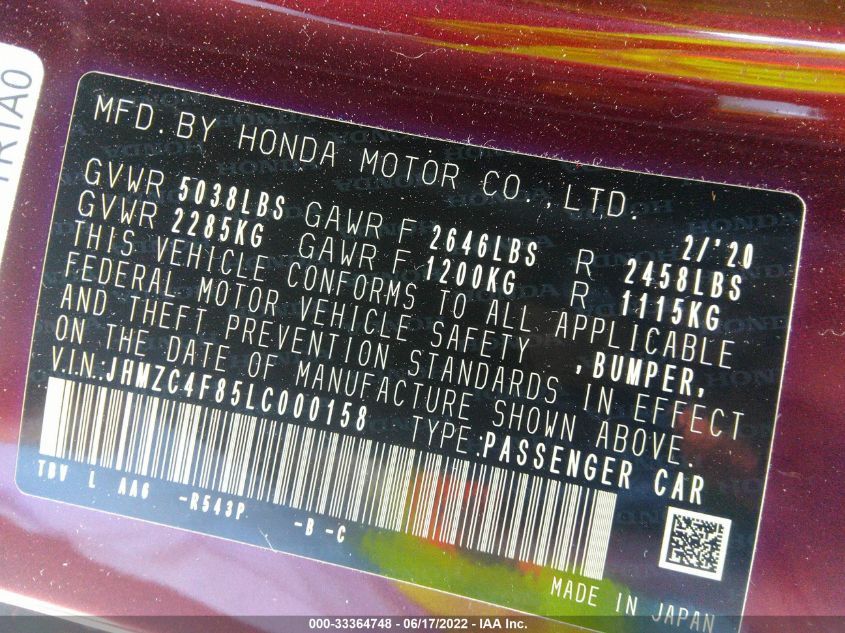 TR1A0
MFD. BY HONDA MOTOR CO., LTD.
2/'20
GVWR 5038LBS GAWR F 2646LBS R 2458LBS
GVWR 2285KG GAWR F 1200KG R 1115KG
THIS VEHICLE CONFORMS TO ALL APPLICABLE
FEDERAL MOTOR VEHICLE SAFETY , BUMPER,
AND THEFT PREVENTION STANDARDS IN EFFECT
ON THE DATE OF MANUFACTURE SHOWN ABOVE.
V.I.N.:JHMZC4F85LC000158 TYPE:PASSENGER CAR
TBV L AA6 -R543P -B -C
MADE IN JAPAN
000-33364748 - 06/17/2022 - IAA Inc.